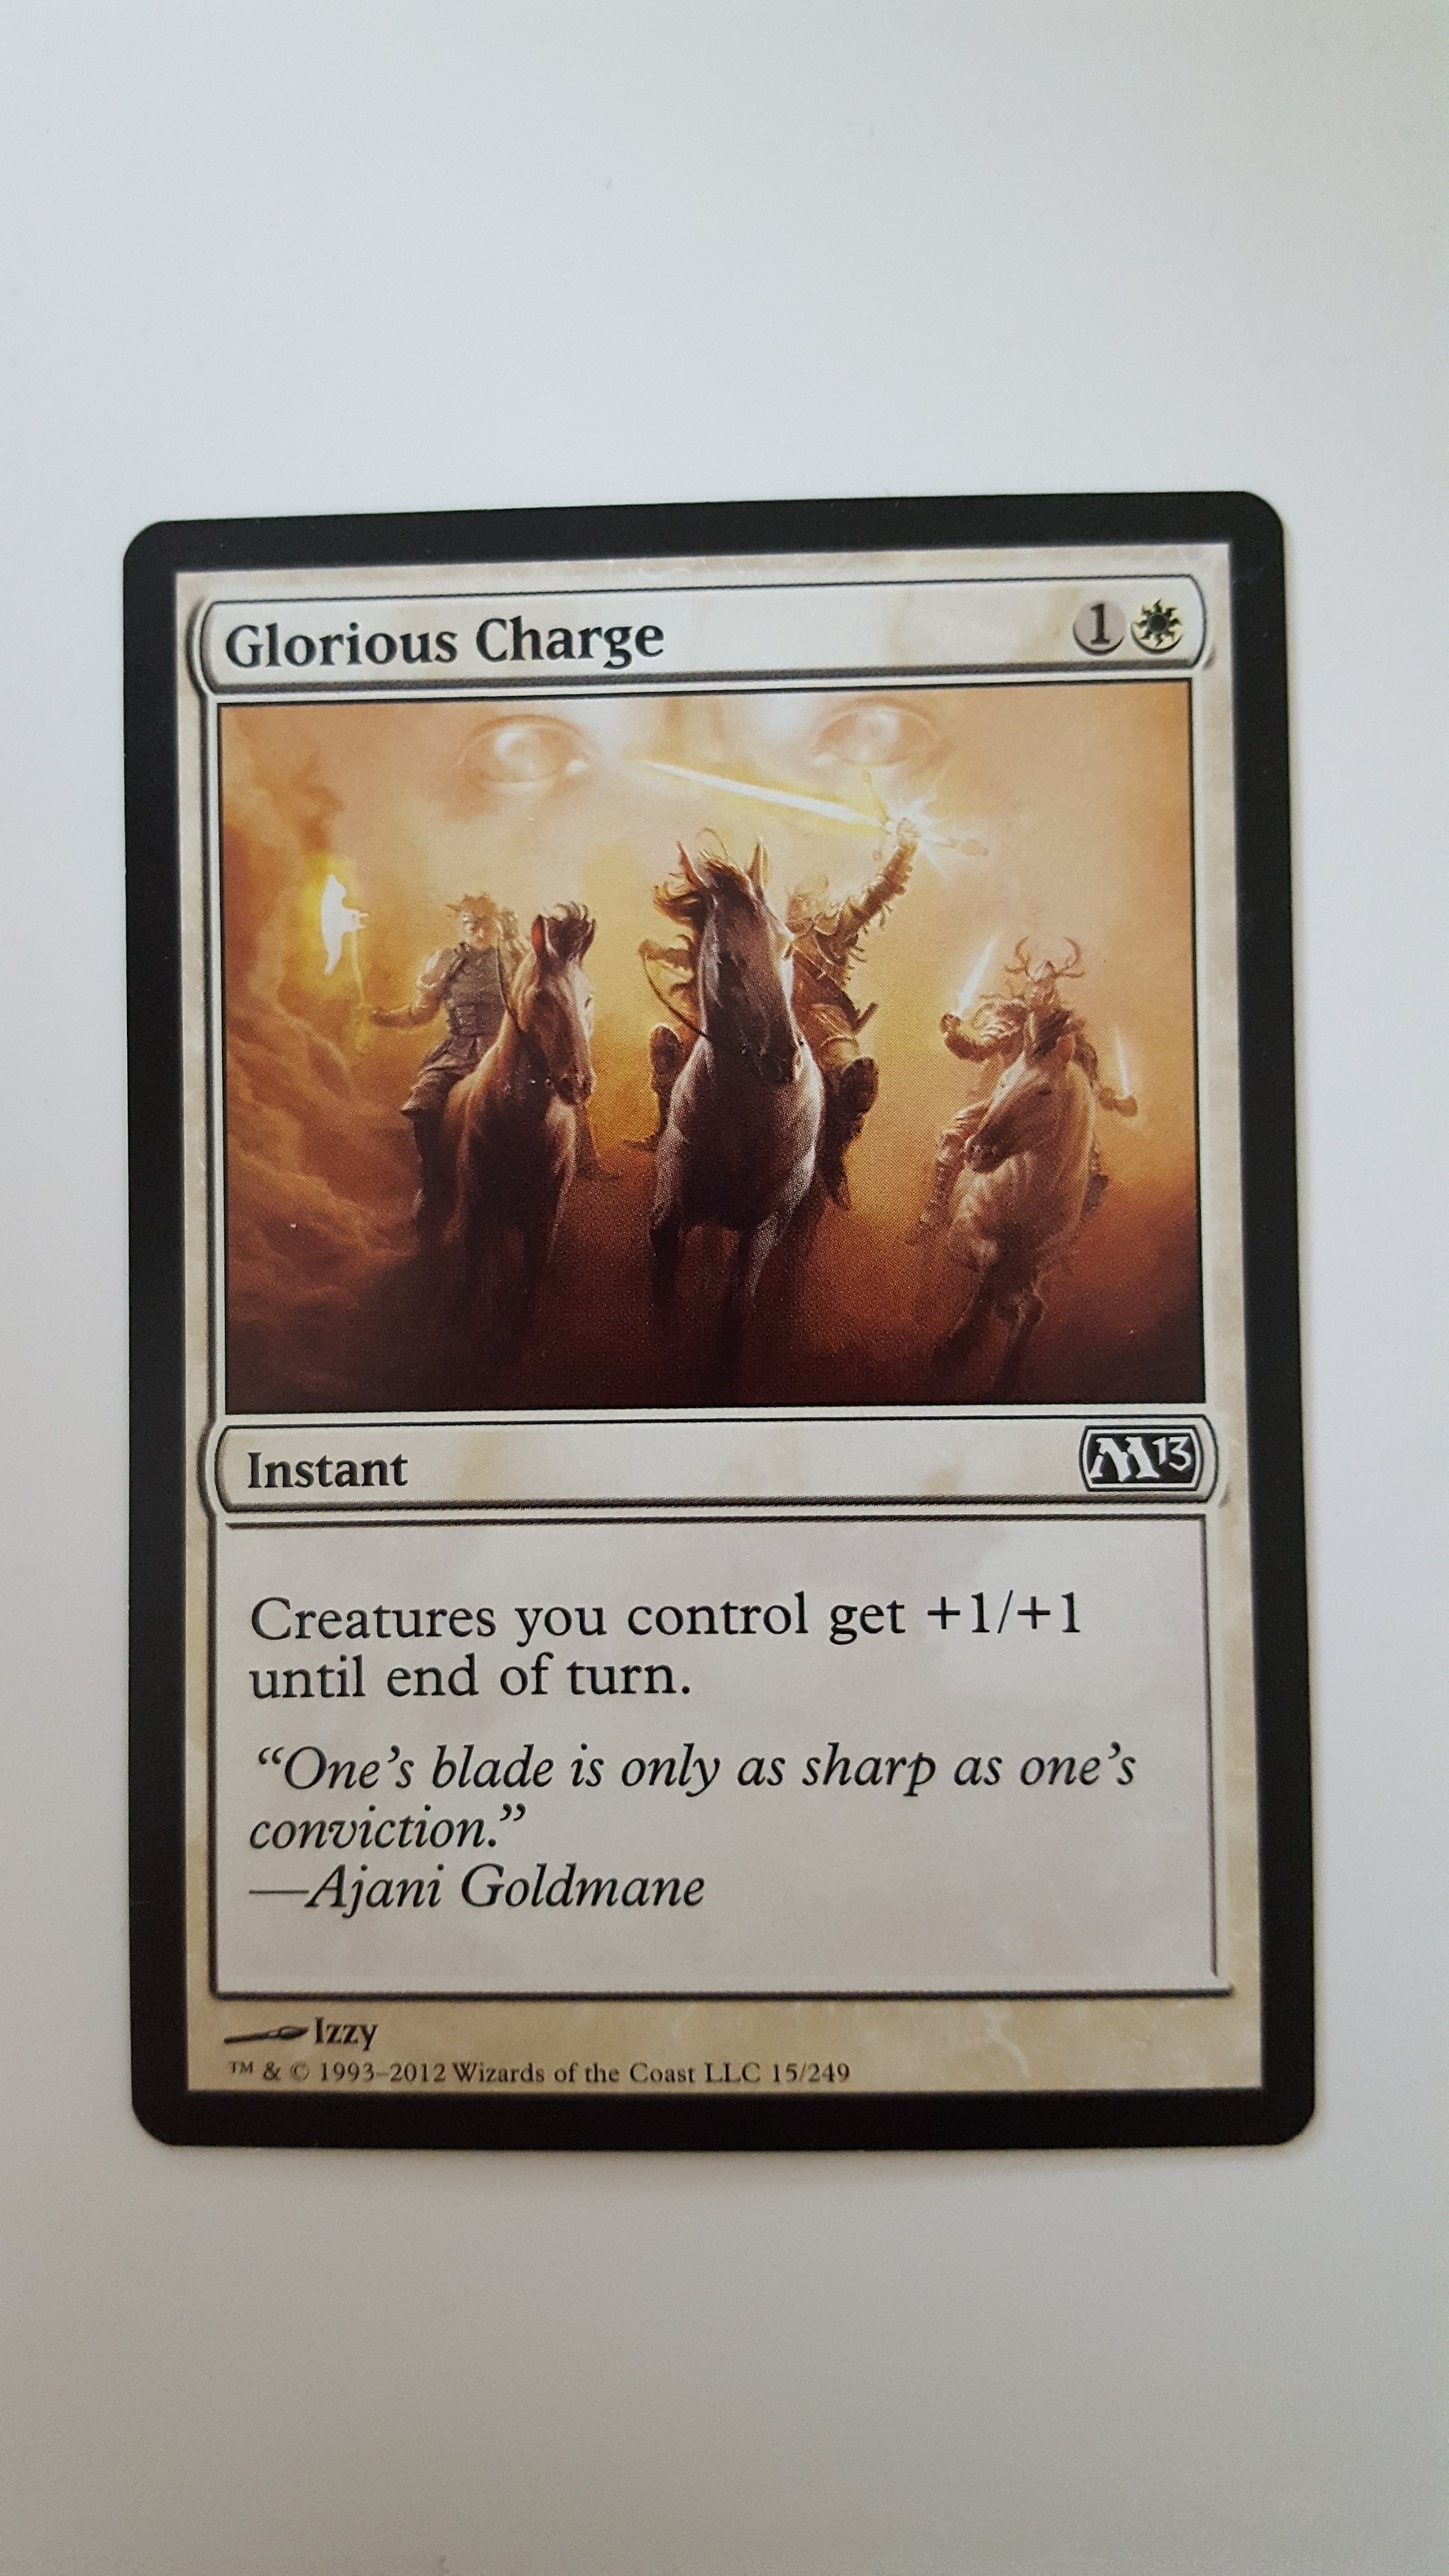 Glorious Charge 1
Instant M13
Creatures you control get +1/+1
until end of turn.
“One’s blade is only as sharp as one’s
conviction.”
—Ajani Goldmane
Izzy
™ & © 1993–2012 Wizards of the Coast LLC 15/249